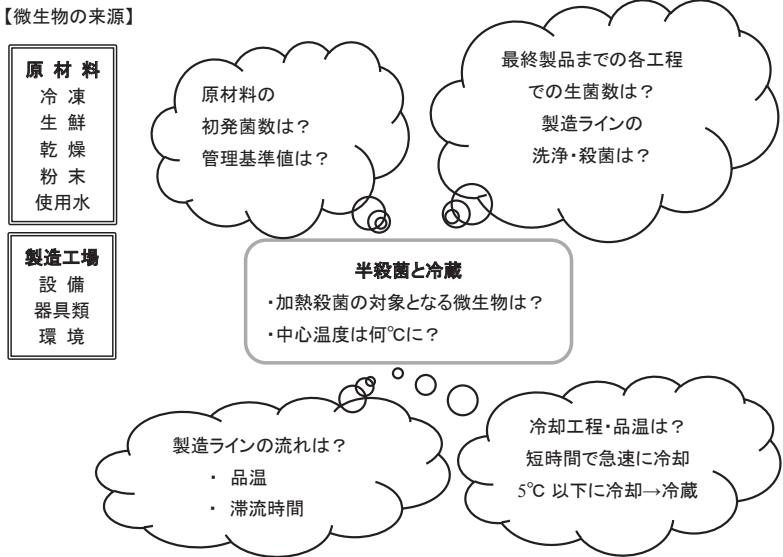 【微生物の来源】
原 材 料
冷 凍
生 鮮
乾 燥
粉 末
使用水
製造工場
設 備
器具類
環 境
原材料の
初発菌数は？
管理基準値は？
最終製品までの各工程
での生菌数は？
製造ラインの
洗浄・殺菌は？
半殺菌と冷蔵
・加熱殺菌の対象となる微生物は？
・中心温度は何℃に？
製造ラインの流れは？
・ 品温
・ 滞流時間
冷却工程・品温は？
短時間で急速に冷却
5℃ 以下に冷却→冷蔵